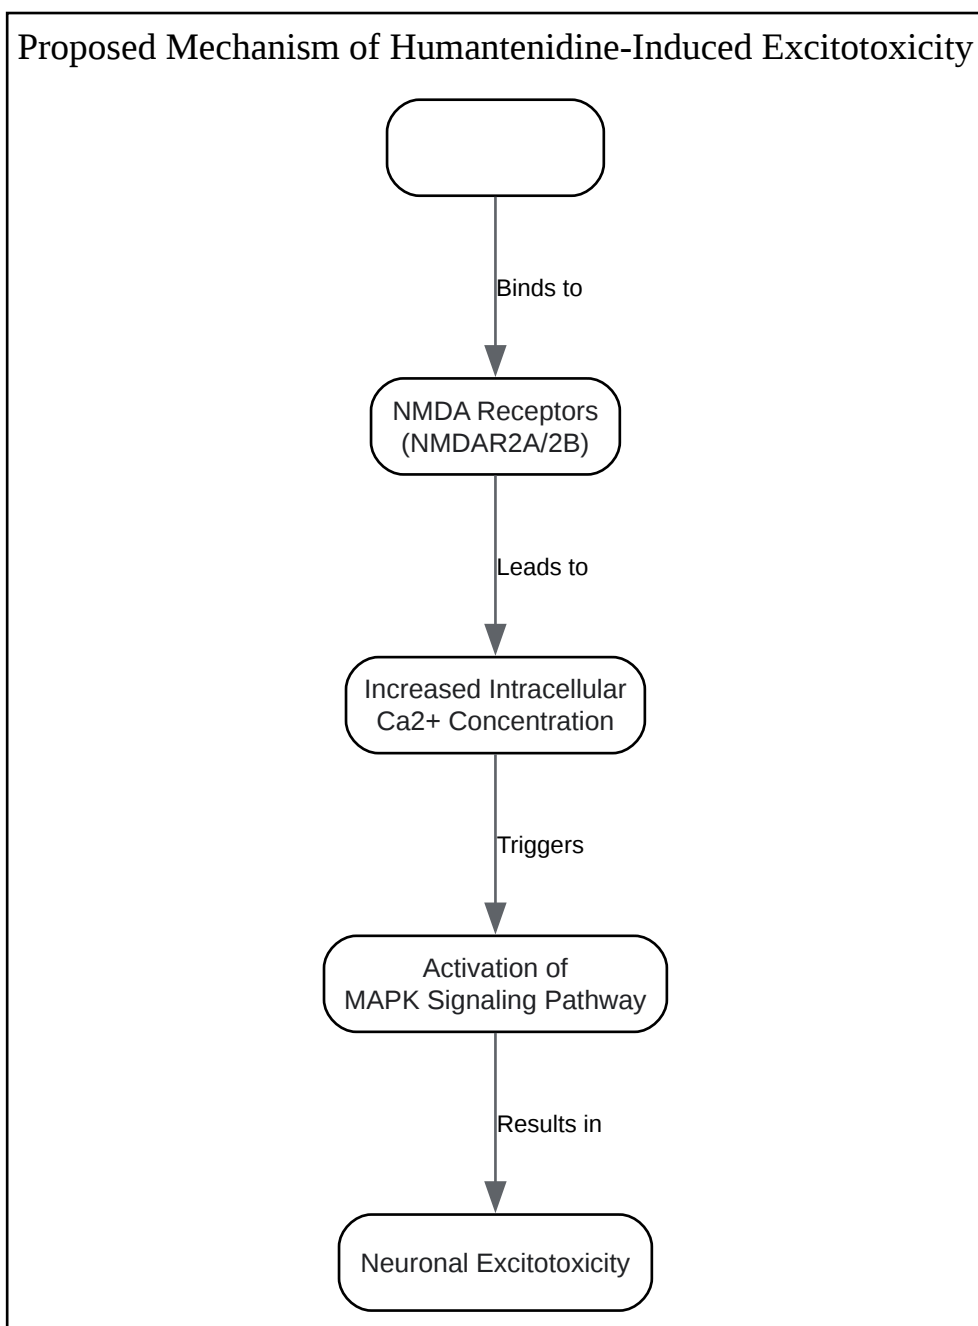 Proposed Mechanism of Humantenidine-Induced Excitotoxicity
Binds to
NMDA Receptors
(NMDAR2A/2B)
Leads to
Increased Intracellular
Ca2+ Concentration
Triggers
Activation of
MAPK Signaling Pathway
Results in
Neuronal Excitotoxicity